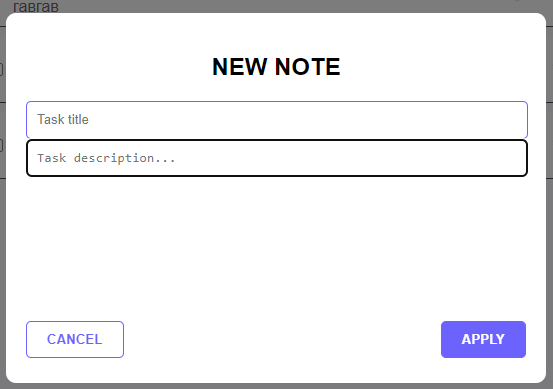 гавгав
NEW NOTE
Task title
Task description...
CANCEL
APPLY